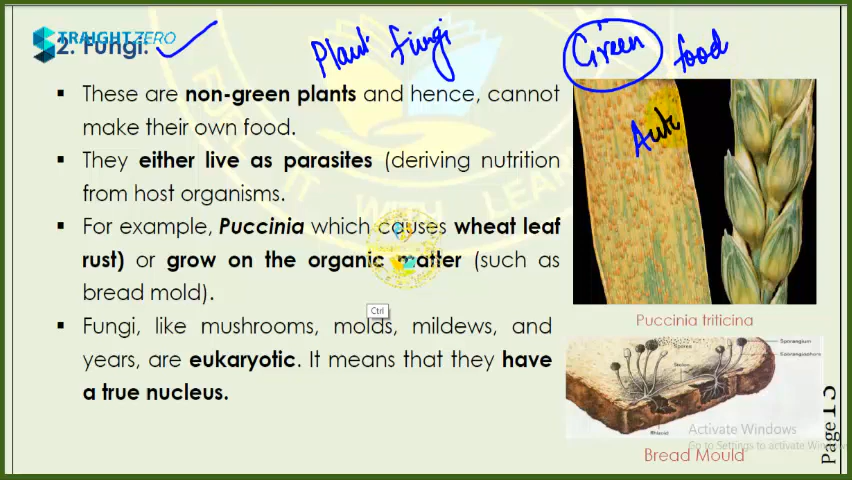 STRAIGHT ZERO
2. Fungi:
Plant Fungi
Green food
▪ These are non-green plants and hence, cannot
make their own food.
▪ They either live as parasites (deriving nutrition
from host organisms.
▪ For example, Puccinia which causes wheat leaf
rust) or grow on the organic matter (such as
bread mold).
▪ Fungi, like mushrooms, molds, mildews, and
years, are eukaryotic. It means that they have
a true nucleus.
Ctrl
Auto
Puccinia triticina
Sporangium
Spores
Rhizoid
Bread Mould
Activate Windows
Go to Settings to activate Windows
Page 13